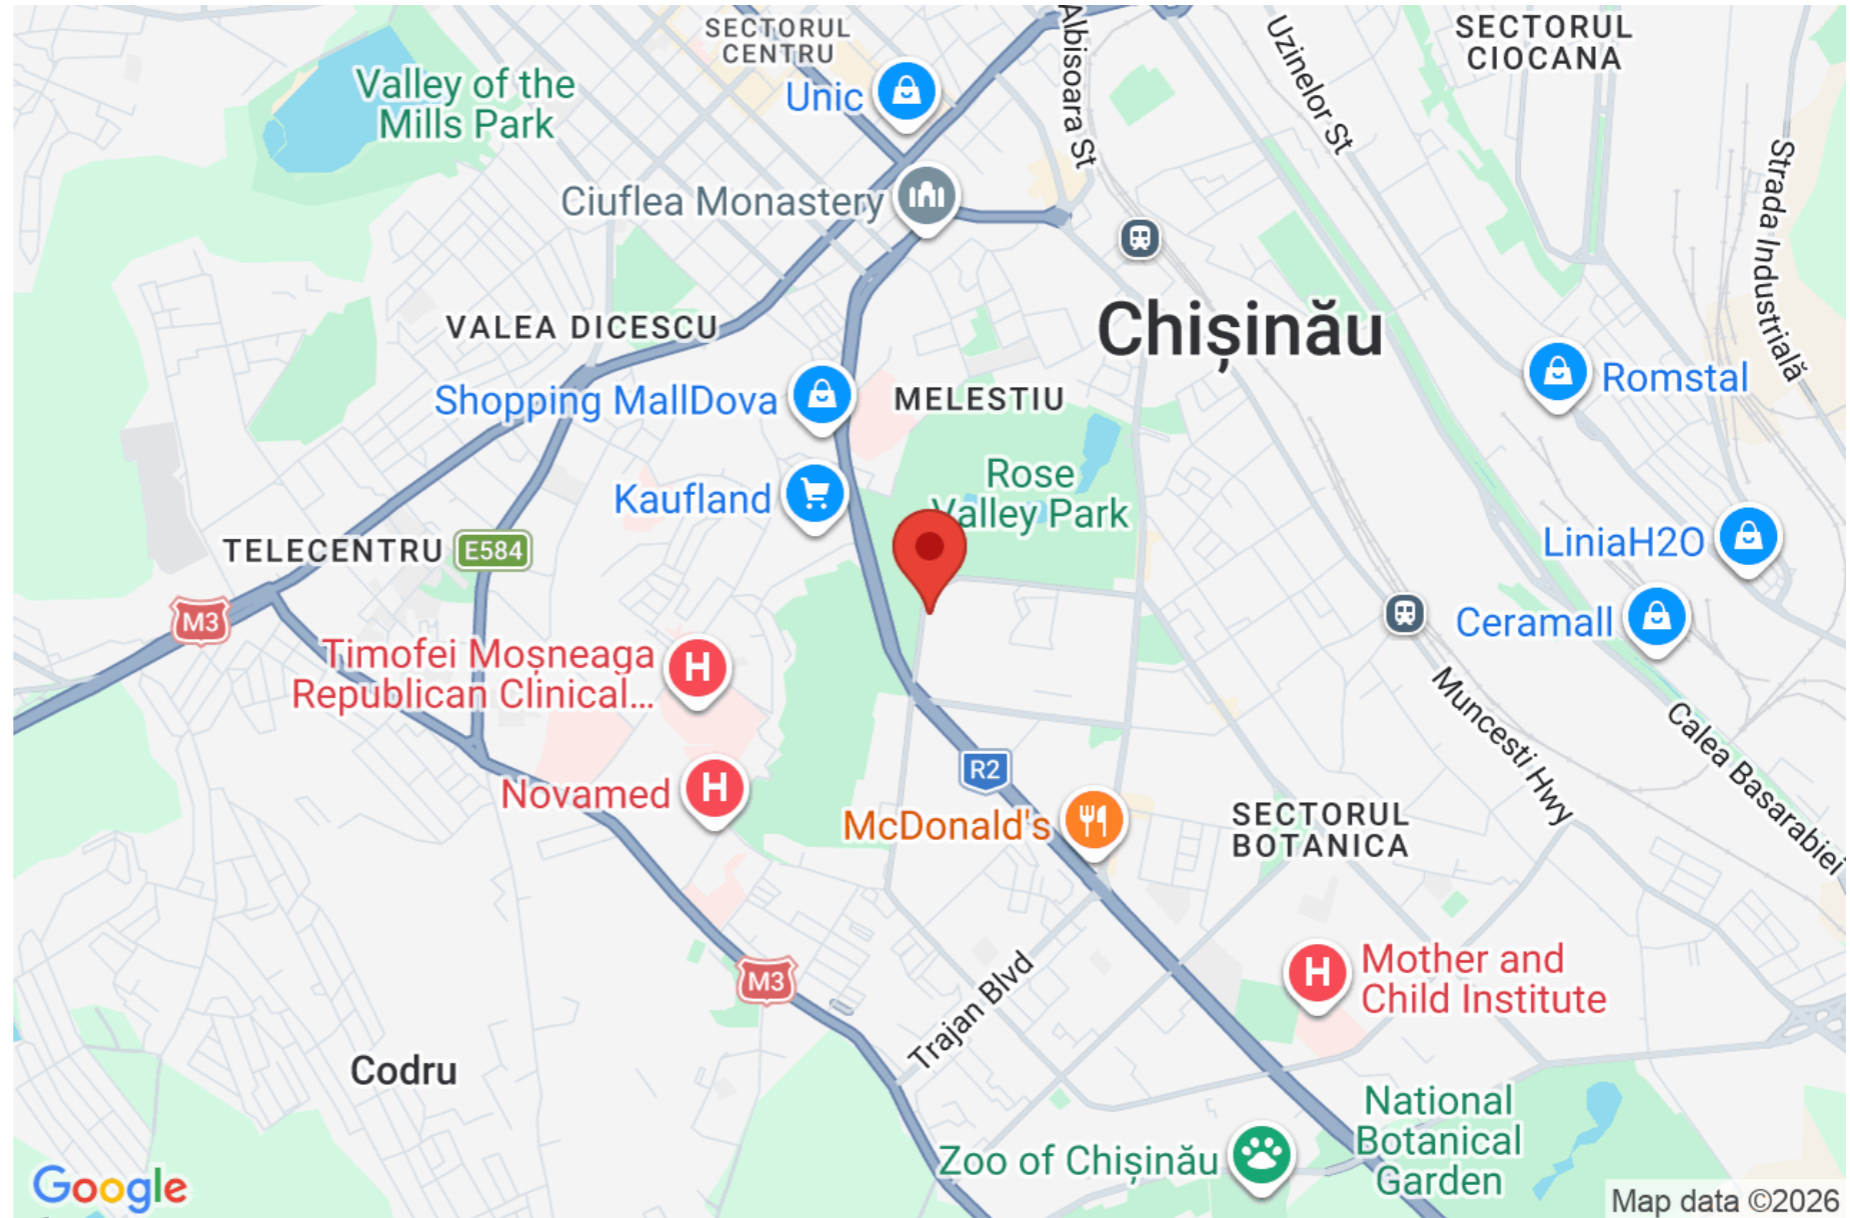 SECTORUL
CENTRU
SECTORUL
CIOCANA
Valley of the
Mills Park
Unic
Albisoara St
Uzinelor St
Strada Industrială
Ciuflea Monastery
Chișinău
VALEA DICESCU
Shopping MallDova
MELESTIU
Romstal
Rose
Valley Park
Kaufland
TELECENTRU
E584
LiniaH2O
Ceramall
M3
Timofei Moșneaga
Republican Clinical...
Muncesti Hwy
Calea Basarabiei
Novamed
R2
McDonald's
SECTORUL
BOTANICA
M3
Trajan Blvd
Mother and
Child Institute
Codru
National
Botanical
Garden
Zoo of Chișinău
Google
Map data ©2026